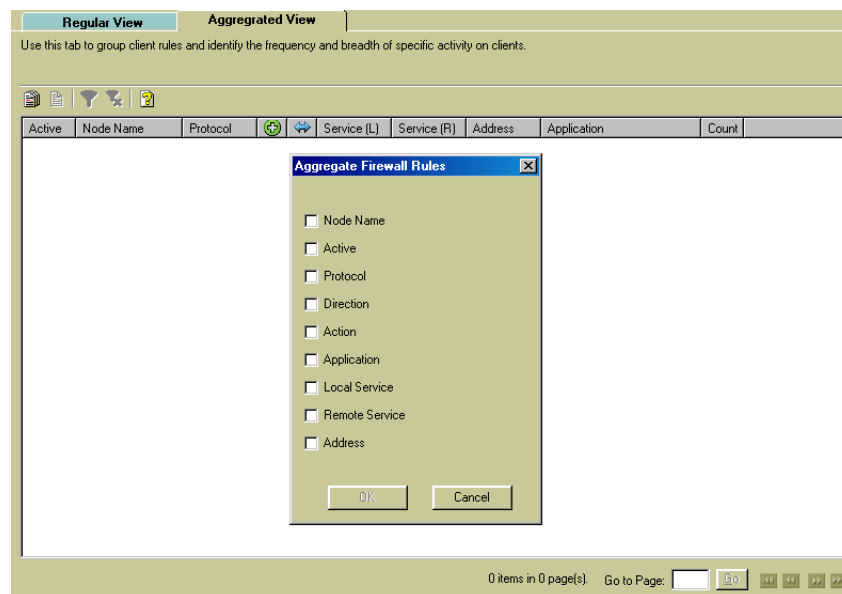 Regular View
Aggregrated View
Use this tab to group client rules and identify the frequency and breadth of specific activity on clients.
Active Node Name Protocol Service (L) Service (R) Address Application Count
Aggregate Firewall Rules
Node Name
Active
Protocol
Direction
Action
Application
Local Service
Remote Service
Address
OK Cancel
0 items in 0 page(s). Go to Page: Go